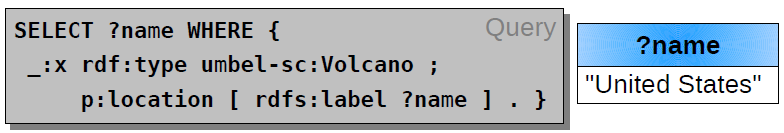 Query
SELECT ?name WHERE {
_:x rdf:type umbel-sc:Volcano ;
p:location [ rdfs:label ?name ] . }
?name
"United States"